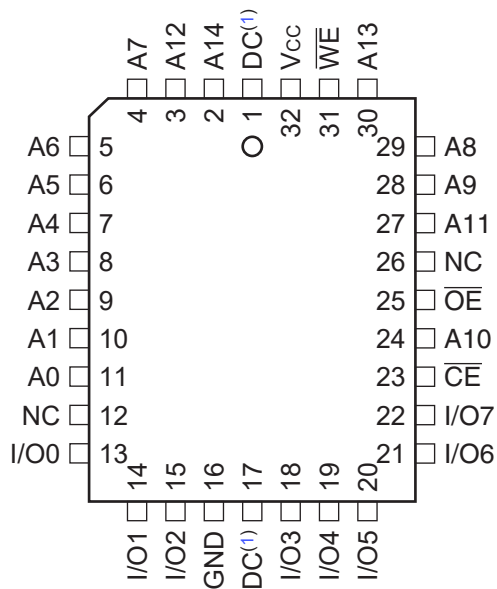 A7
A12
A14
DC(1)
VCC
W̅E̅
A13
4
3
2
1
32
31
30
A6 5
A5 6
A4 7
A3 8
A2 9
A1 10
A0 11
NC 12
I/O0 13
29 A8
28 A9
27 A11
26 NC
25 O̅E̅
24 A10
23 C̅E̅
22 I/O7
21 I/O6
14
15
16
17
18
19
20
I/O1
I/O2
GND
DC(1)
I/O3
I/O4
I/O5